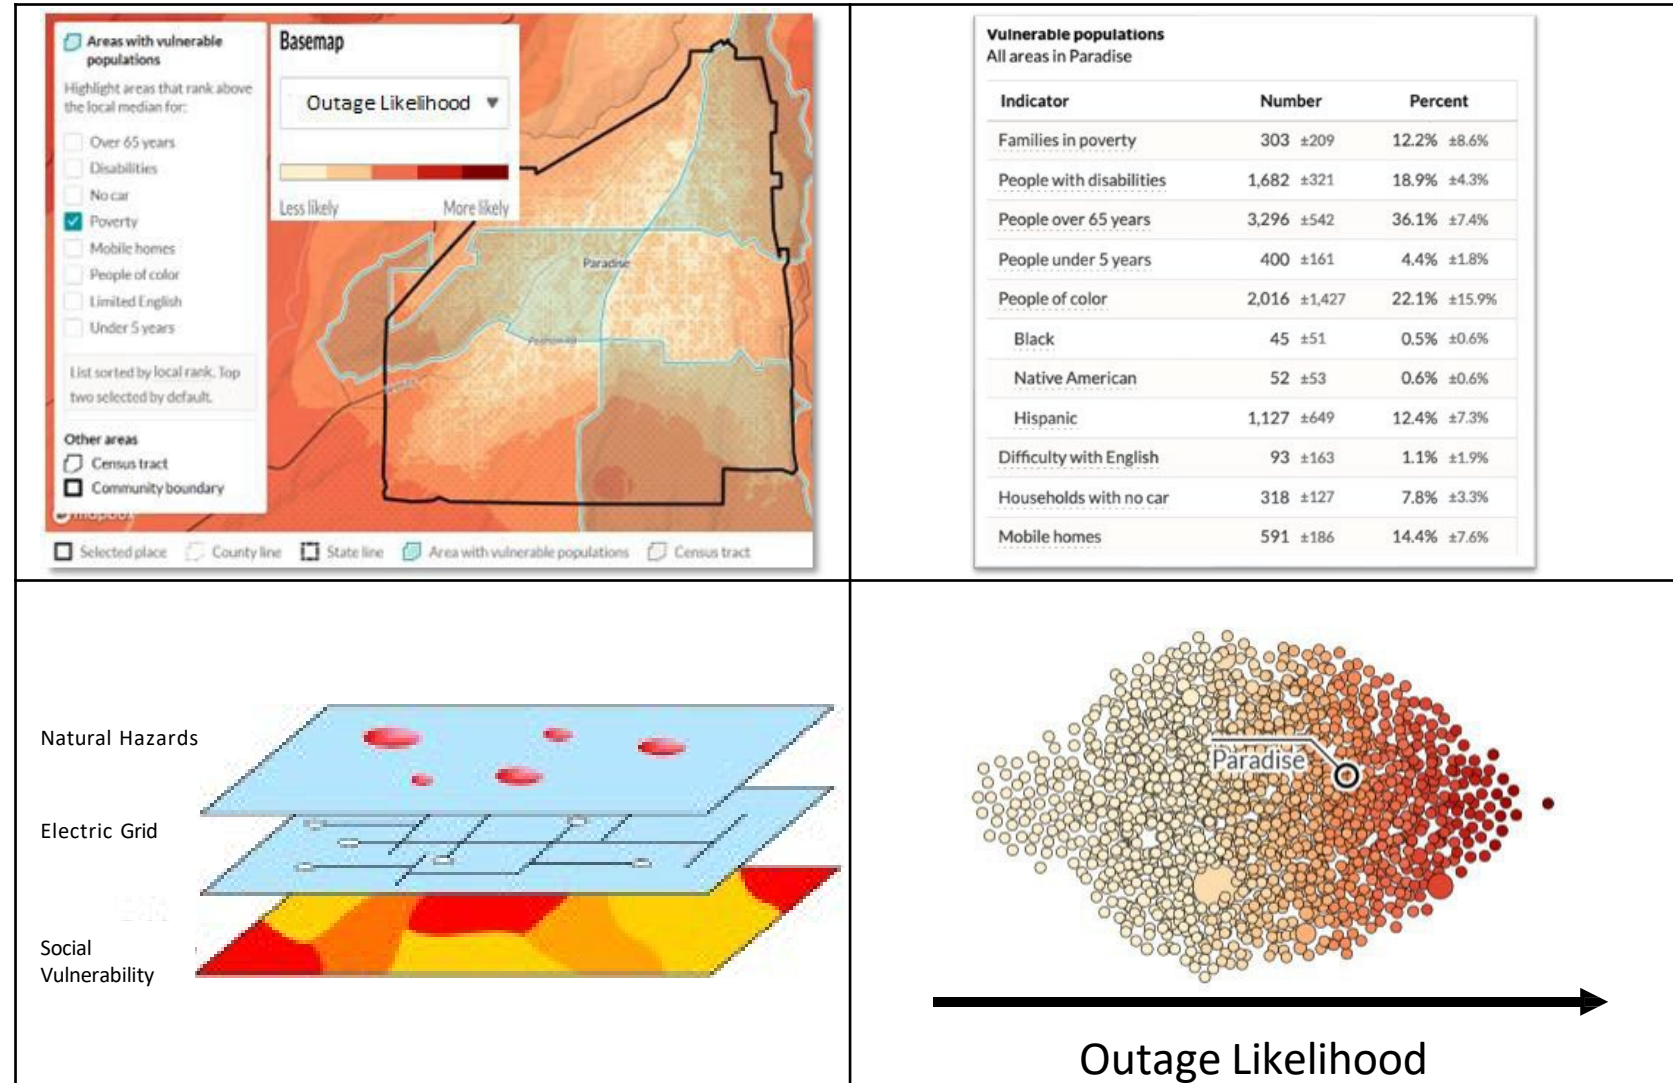 Areas with vulnerable
populations
Highlight areas that rank above
the local median for:
Over 65 years
Disabilities
No car
Poverty
Mobile homes
People of color
Limited English
Under 5 years
List sorted by local rank. Top
two selected by default.
Other areas
Census tract
Community boundary
mapbox
Basemap
Outage Likelihood
Less likely More likely
Paradise
Selected place County line State line Area with vulnerable populations Census tract
Vulnerable populations
All areas in Paradise
Indicator Number Percent
Families in poverty 303 ±209 12.2% ±8.6%
People with disabilities 1,682 ±321 18.9% ±4.3%
People over 65 years 3,296 ±542 36.1% ±7.4%
People under 5 years 400 ±161 4.4% ±1.8%
People of color 2,016 ±1,427 22.1% ±15.9%
Black 45 ±51 0.5% ±0.6%
Native American 52 ±53 0.6% ±0.6%
Hispanic 1,127 ±649 12.4% ±7.3%
Difficulty with English 93 ±163 1.1% ±1.9%
Households with no car 318 ±127 7.8% ±3.3%
Mobile homes 591 ±186 14.4% ±7.6%
Natural Hazards
Electric Grid
Social
Vulnerability
Paradise
Outage Likelihood